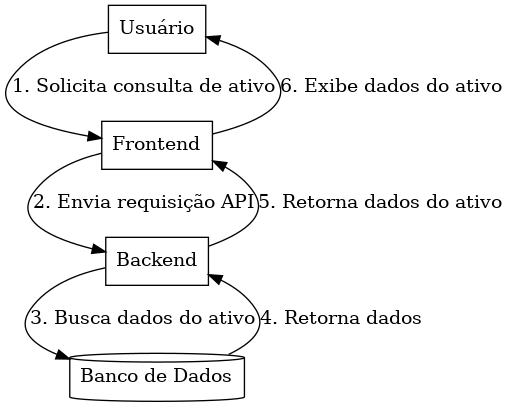 Usuário
1. Solicita consulta de ativo
6. Exibe dados do ativo
Frontend
2. Envia requisição API
5. Retorna dados do ativo
Backend
3. Busca dados do ativo
4. Retorna dados
Banco de Dados